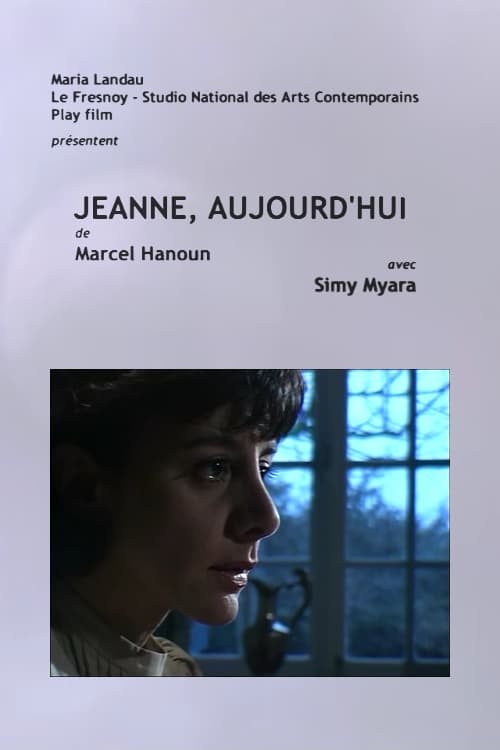 Maria Landau
Le Fresnoy - Studio National des Arts Contemporains
Play film
présentent
JEANNE, AUJOURD'HUI
de
Marcel Hanoun
avec
Simy Myara